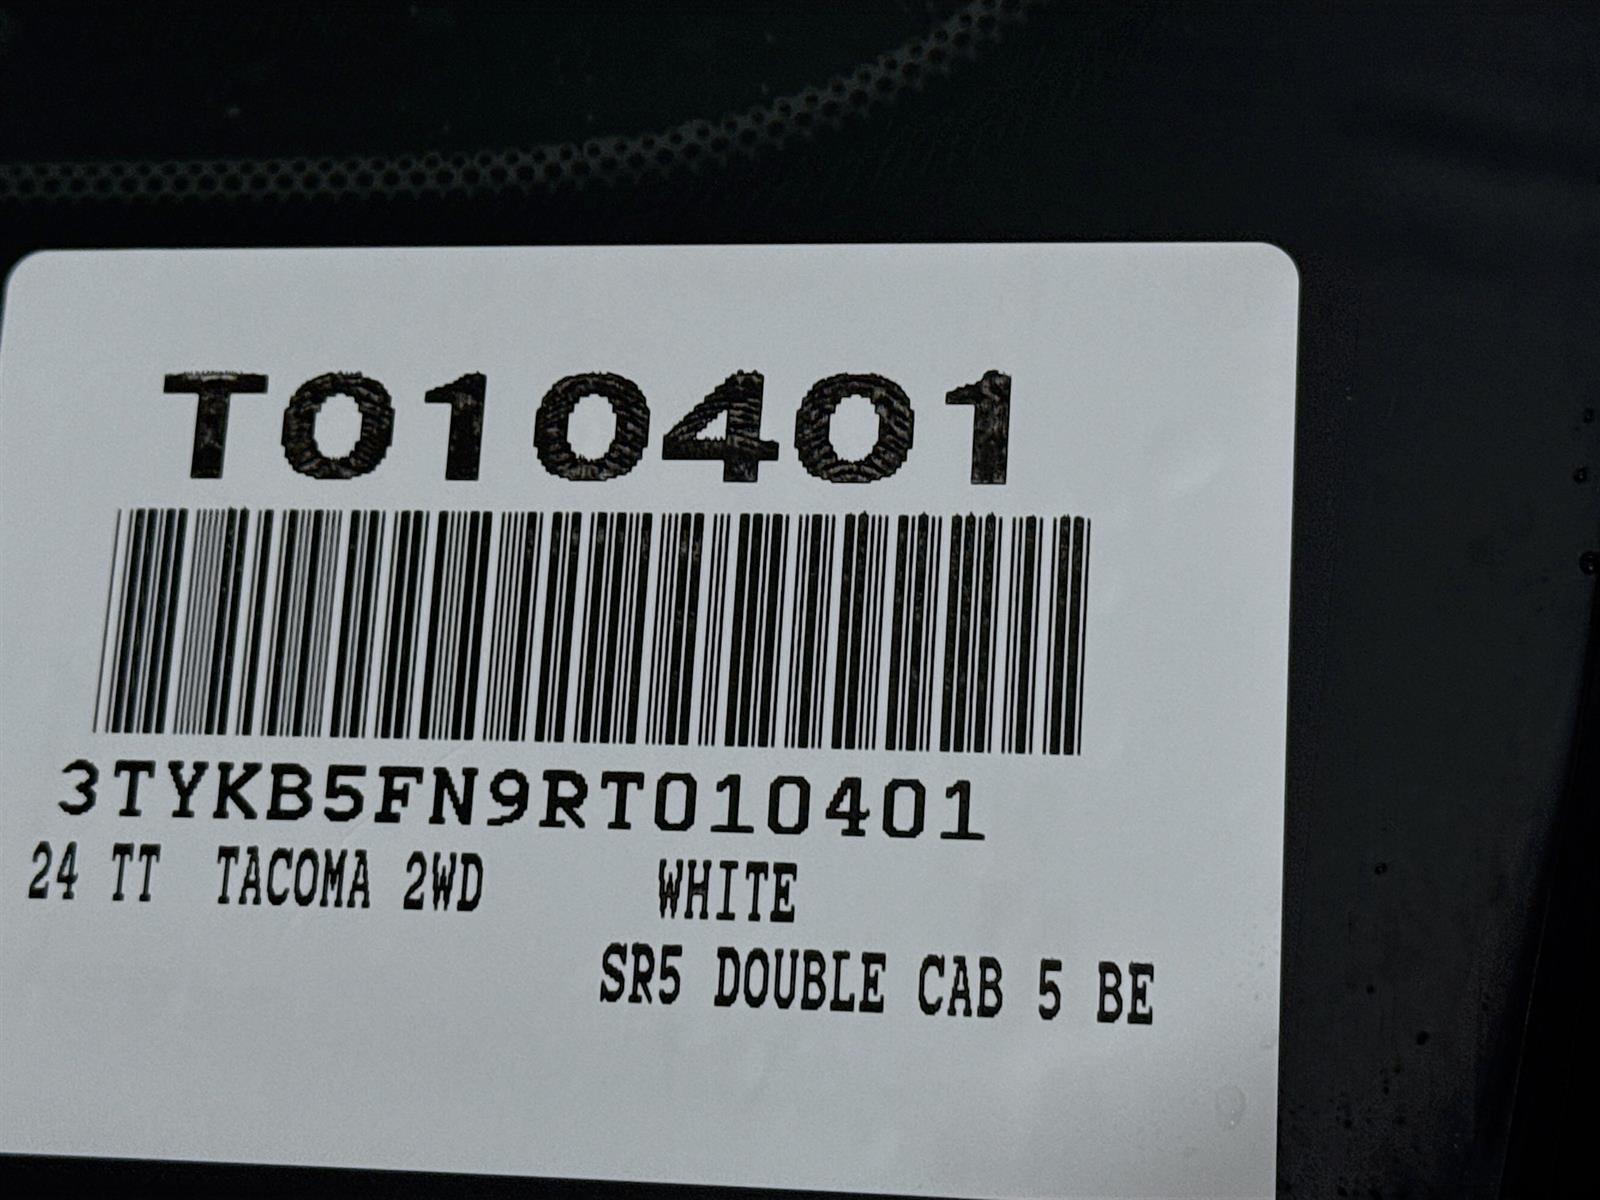 T010401
3TYKB5FN9RT010401
24 TT TACOMA 2WD WHITE
SR5 DOUBLE CAB 5 BE